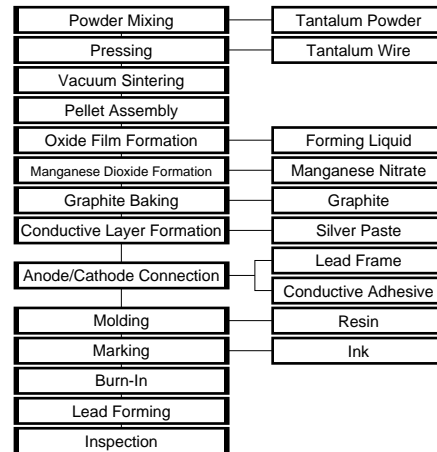 Powder Mixing
Tantalum Powder
Pressing
Tantalum Wire
Vacuum Sintering
Pellet Assembly
Oxide Film Formation
Forming Liquid
Manganese Dioxide Formation
Manganese Nitrate
Graphite Baking
Graphite
Conductive Layer Formation
Silver Paste
Anode/Cathode Connection
Lead Frame
Conductive Adhesive
Molding
Resin
Marking
Ink
Burn-In
Lead Forming
Inspection